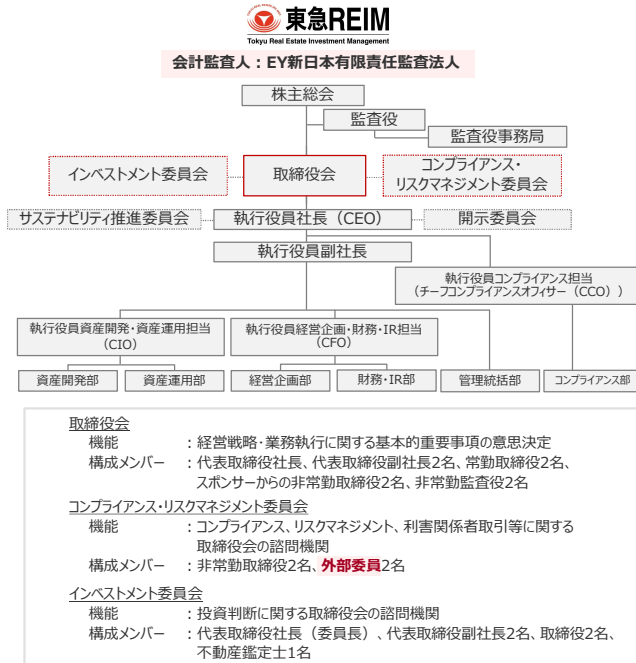 東急REIM
Tokyu Real Estate Investment Management
会計監査人：EY新日本有限責任監査法人
株主総会
監査役
監査役事務局
インベストメント委員会
取締役会
コンプライアンス・
リスクマネジメント委員会
サステナビリティ推進委員会
執行役員社長（CEO）
開示委員会
執行役員副社長
執行役員コンプライアンス担当
（チーフコンプライアンスオフィサー（CCO））
執行役員資産開発・資産運用担当
（CIO）
執行役員経営企画・財務・IR担当
（CFO）
資産開発部
資産運用部
経営企画部
財務・IR部
管理統括部
コンプライアンス部
取締役会
機能　：経営戦略・業務執行に関する基本的重要事項の意思決定
構成メンバー　：代表取締役社長、代表取締役副社長2名、常勤取締役2名、
スポンサーからの非常勤取締役2名、非常勤監査役2名
コンプライアンス・リスクマネジメント委員会
機能　：コンプライアンス、リスクマネジメント、利害関係者取引等に関する
取締役会の諮問機関
構成メンバー　：非常勤取締役2名、外部委員2名
インベストメント委員会
機能　：投資判断に関する取締役会の諮問機関
構成メンバー　：代表取締役社長（委員長）、代表取締役副社長2名、取締役2名、
不動産鑑定士1名